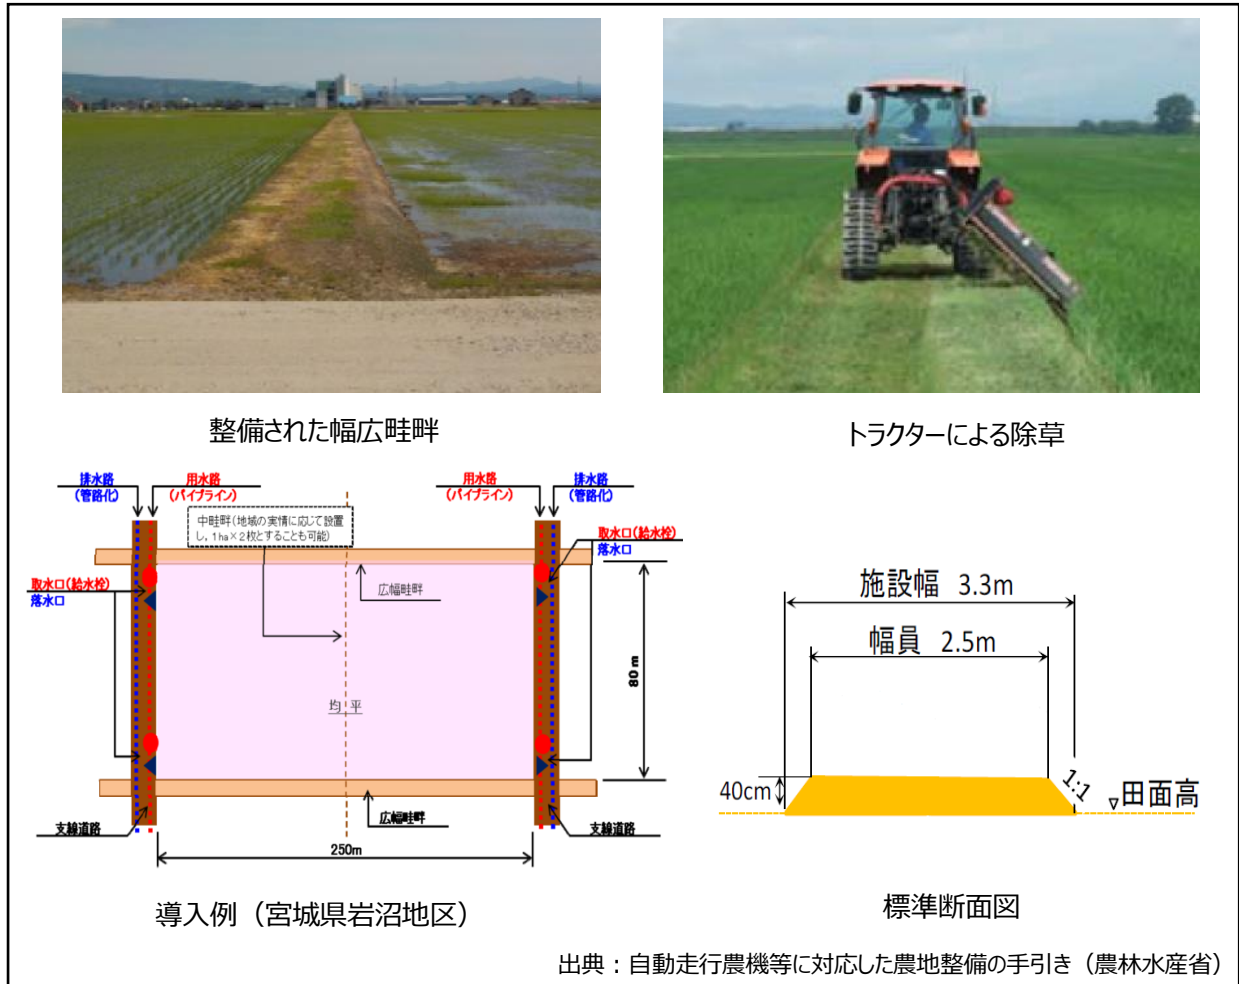 整備された幅広畦畔
トラクターによる除草
排水路
(管路化)
用水路
(パイプライン)
用水路
(パイプライン)
排水路
(管路化)
中畦畔(地域の実情に応じて設置
し、1ha×2枚とすることも可能)
取水口(給水栓)
落水口
取水口(給水栓)
落水口
広幅畦畔
80m
均平
広幅畦畔
支線道路
支線道路
250m
導入例（宮城県岩沼地区）
施設幅 3.3m
幅員 2.5m
40cm
1:1
▽田面高
標準断面図
出典：自動走行農機等に対応した農地整備の手引き（農林水産省）